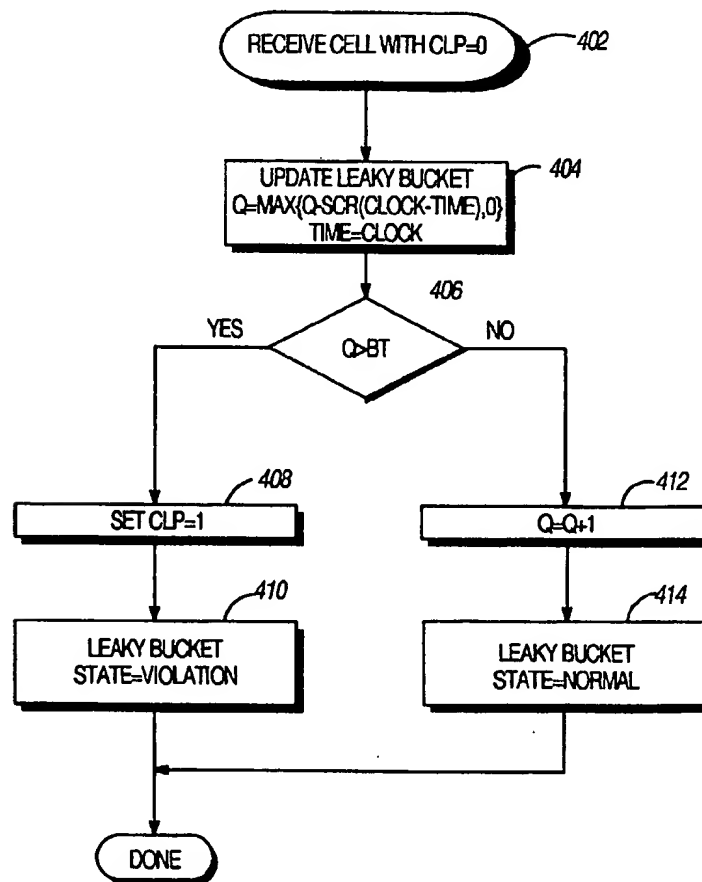 RECEIVE CELL WITH CLP=0
402
404
UPDATE LEAKY BUCKET
Q=MAX{Q-SCR(CLOCK-TIME),0}
TIME=CLOCK
406
YES
Q>BT
NO
408
SET CLP=1
412
Q=Q+1
410
LEAKY BUCKET
STATE=VIOLATION
414
LEAKY BUCKET
STATE=NORMAL
DONE